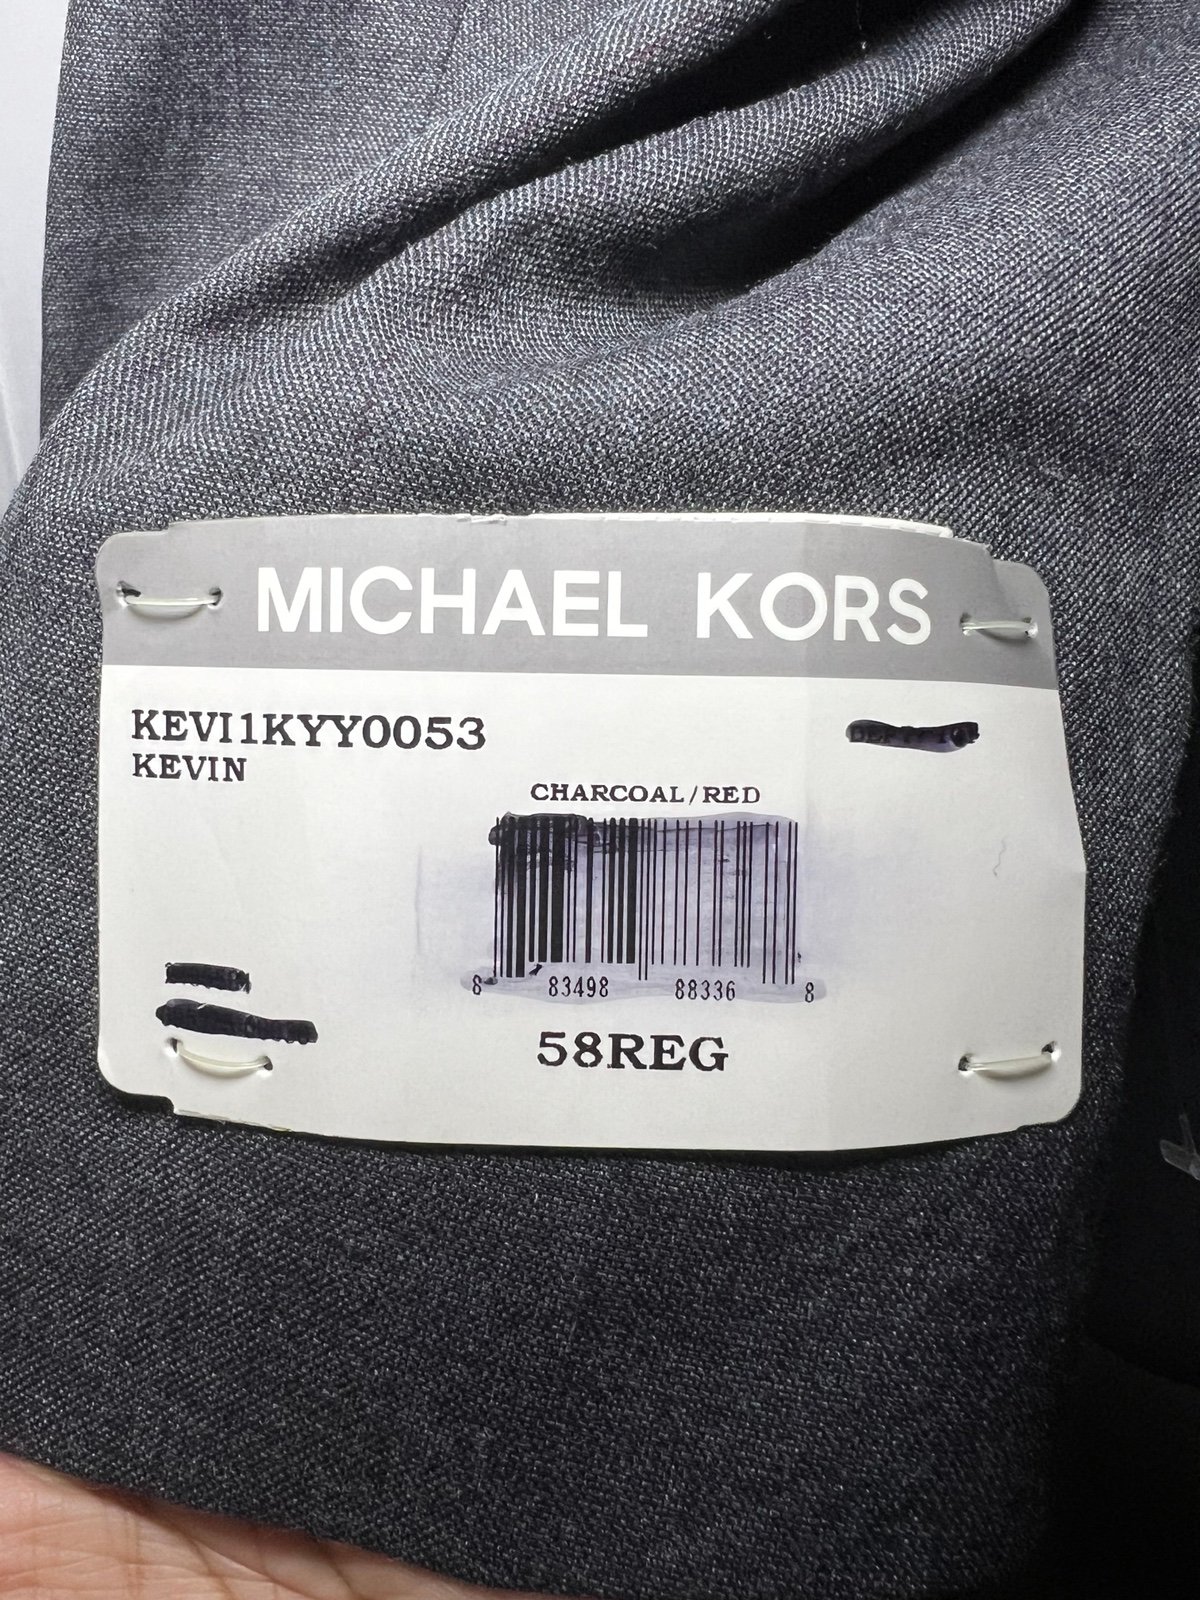 MICHAEL KORS
KEVI1KYY0053
KEVIN
CHARCOAL/RED
8 83498 88336 8
58REG